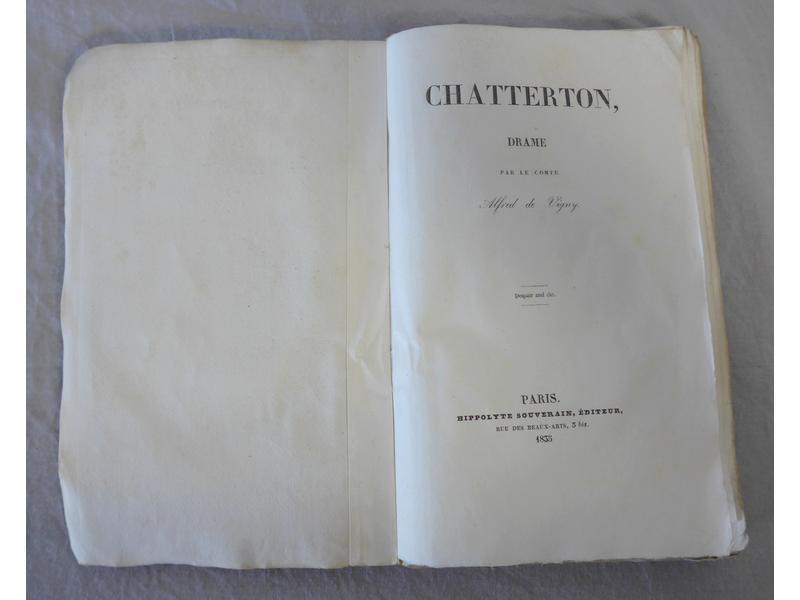 CHATTERTON,
DRAME
PAR LE COMTE
Alfred de Vigny.
Despair and die.
PARIS.
HIPPOLYTE SOUVERAIN, ÉDITEUR,
RUE DES BEAUX-ARTS, 3 bis.
1835